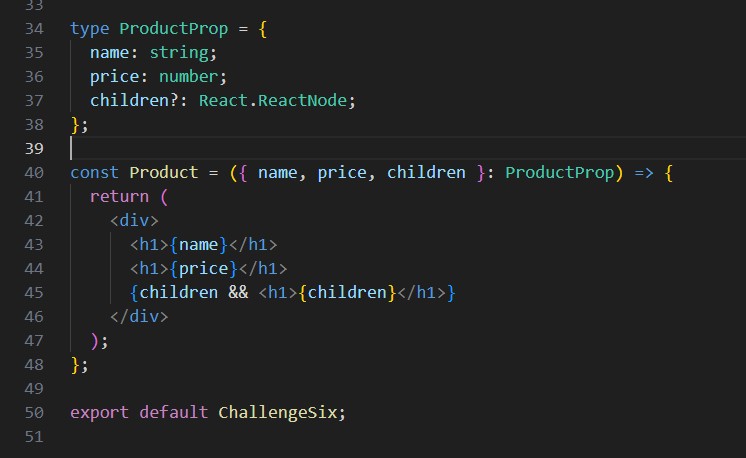 33
34 type ProductProp = {
35   name: string;
36   price: number;
37   children?: React.ReactNode;
38 };
39
40 const Product = ({ name, price, children }: ProductProp) => {
41   return (
42     <div>
43       <h1>{name}</h1>
44       <h1>{price}</h1>
45       {children && <h1>{children}</h1>}
46     </div>
47   );
48 };
49
50 export default ChallengeSix;
51